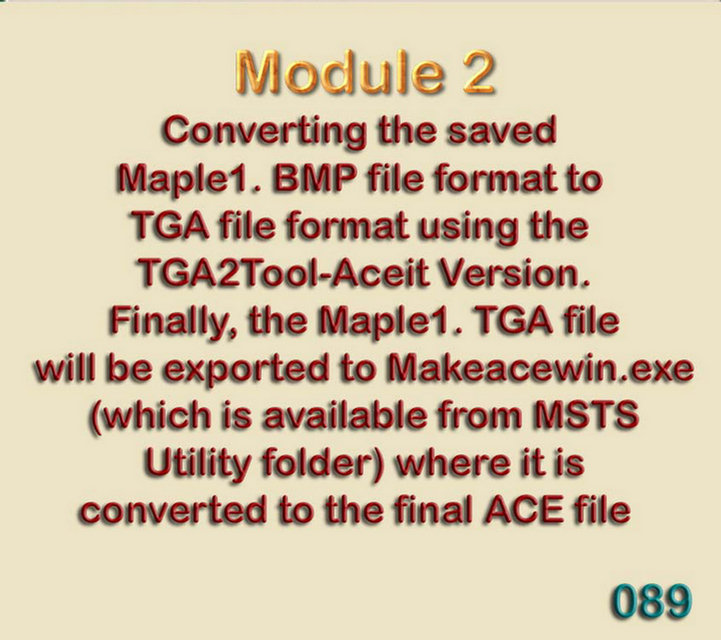 Module 2
Converting the saved
Maple1. BMP file format to
TGA file format using the
TGA2Tool-Aceit Version.
Finally, the Maple1. TGA file
will be exported to Makeacewin.exe
(which is available from MSTS
Utility folder) where it is
converted to the final ACE file
089